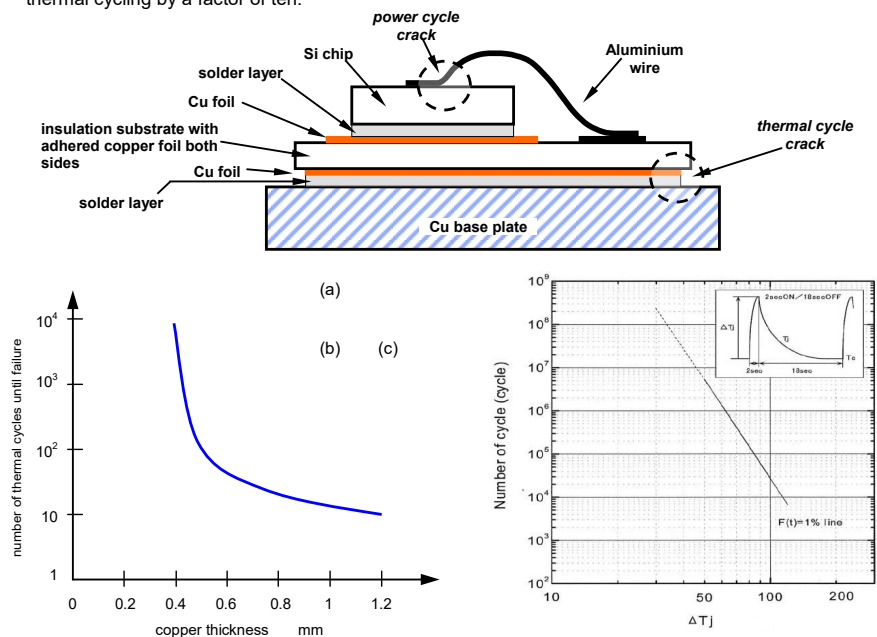 thermal cycling by a factor of ten.
power cycle
crack
Si chip
Aluminium
wire
solder layer
Cu foil
insulation substrate with
adhered copper foil both
sides
thermal cycle
crack
Cu foil
solder layer
Cu base plate
(a)
(b) (c)
number of thermal cycles until failure
10⁴
10³
10²
10
1
0 0.2 0.4 0.6 0.8 1 1.2
copper thickness mm
Number of cycle (cycle)
10⁹
10⁸
10⁷
10⁶
10⁵
10⁴
10³
10²
10 50 100
ΔTj
2secON/18secOFF
ΔTj
Tj
Tc
2sec 18sec
F(t)=1% line